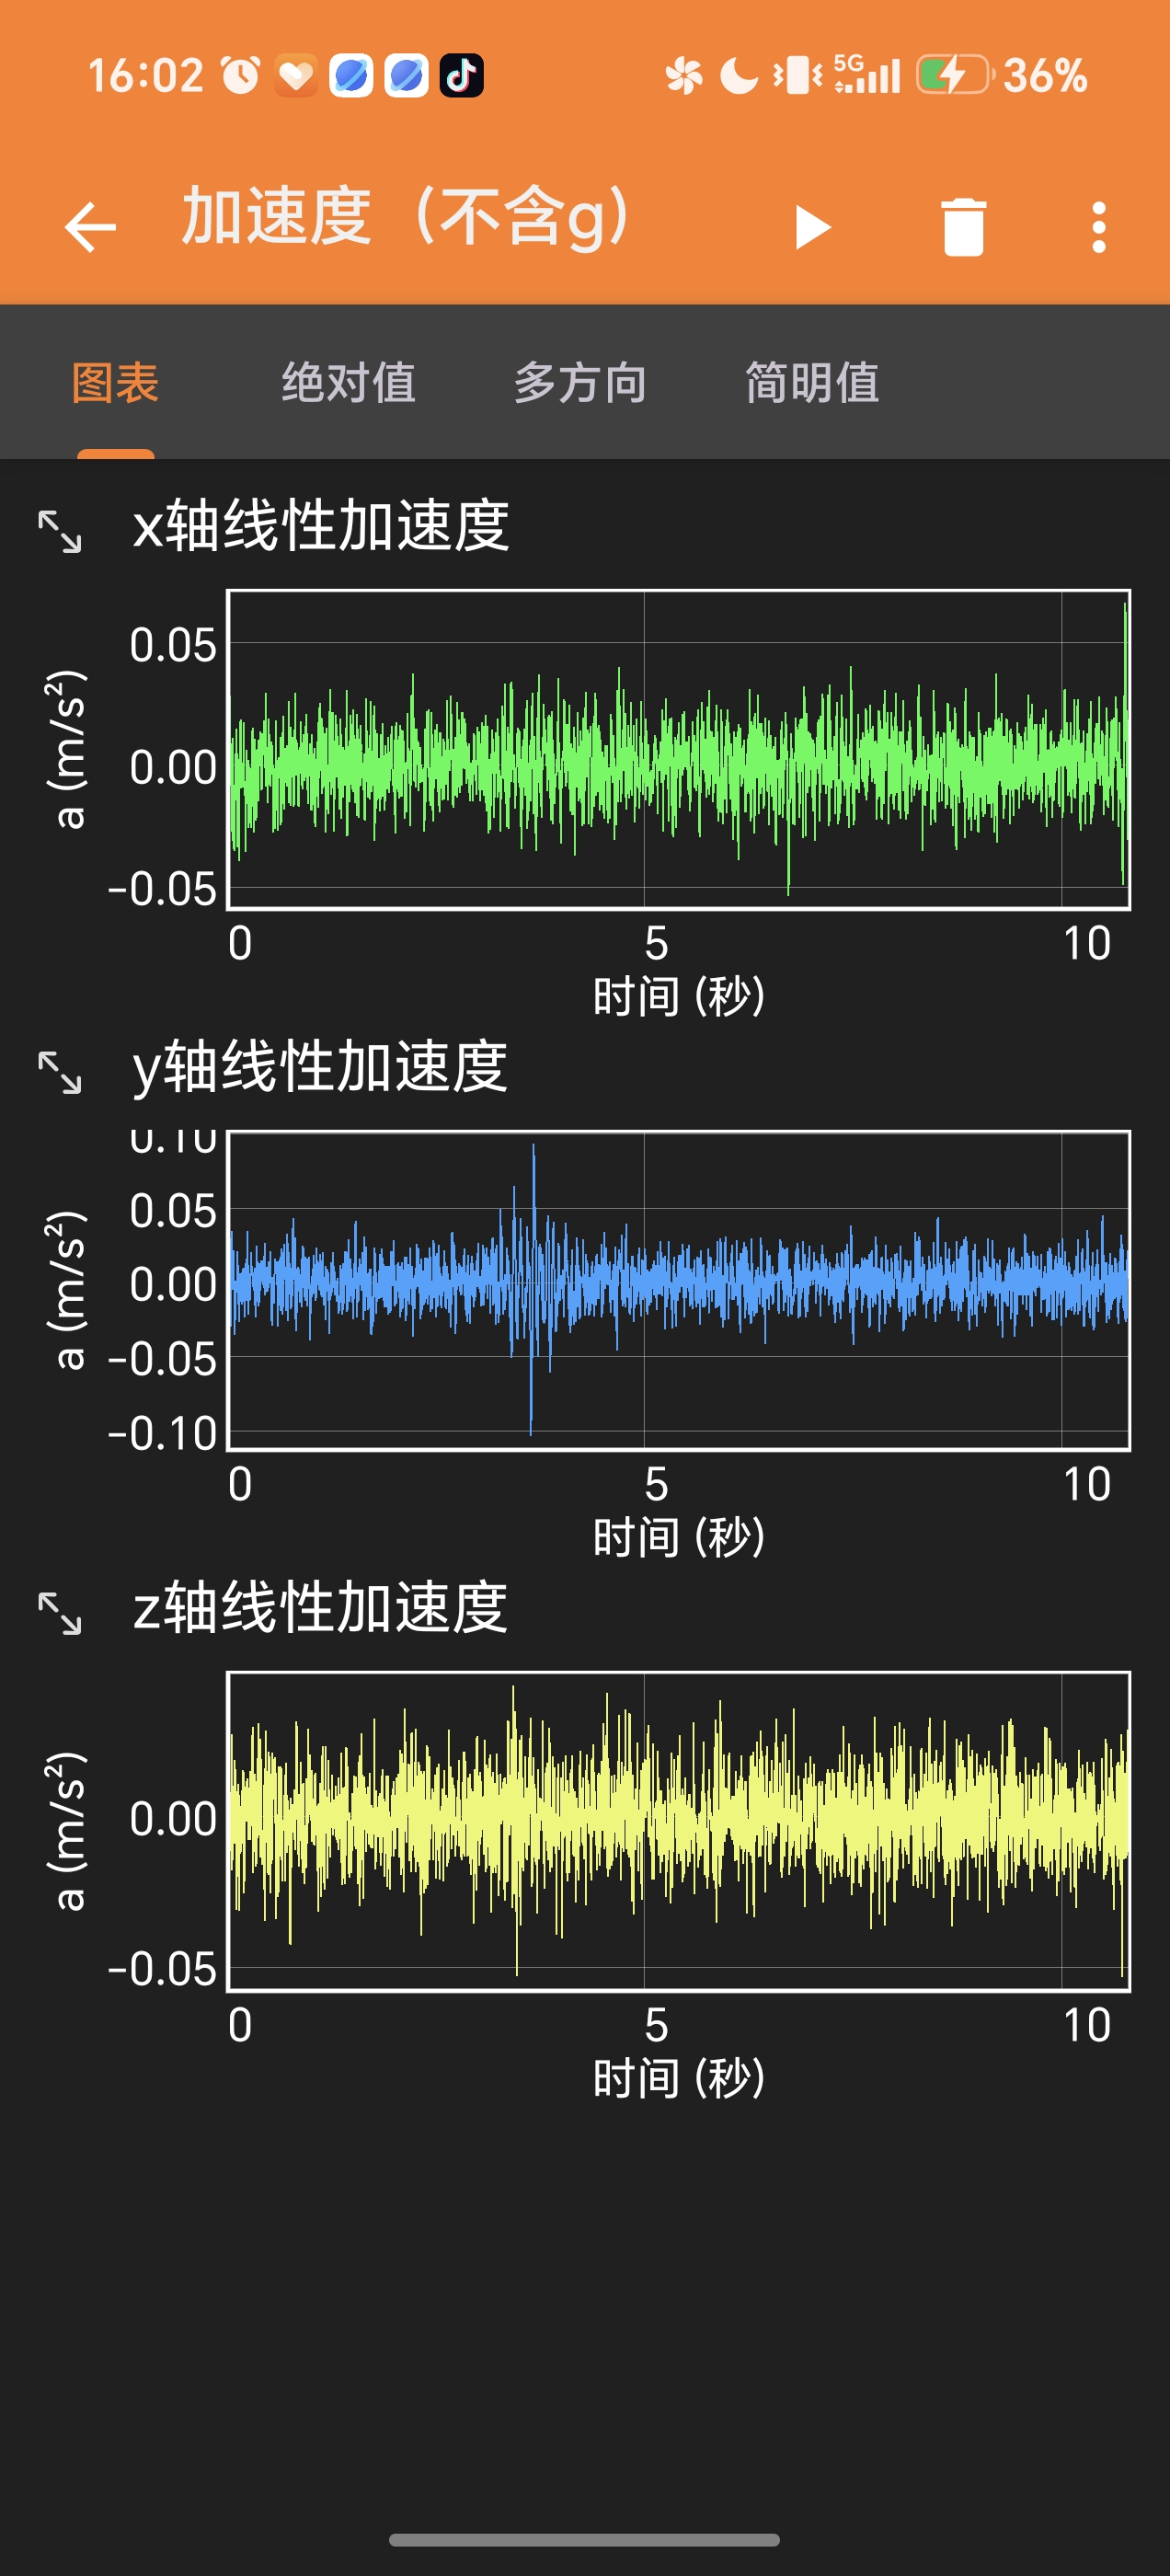 16:02 5G 36%
加速度（不含g）
图表 绝对值 多方向 简明值
x轴线性加速度
a (m/s²)
0.05
0.00
-0.05
0 5 10
时间 (秒)
y轴线性加速度
a (m/s²)
0.10
0.05
0.00
-0.05
-0.10
0 5 10
时间 (秒)
z轴线性加速度
a (m/s²)
0.00
-0.05
0 5 10
时间 (秒)